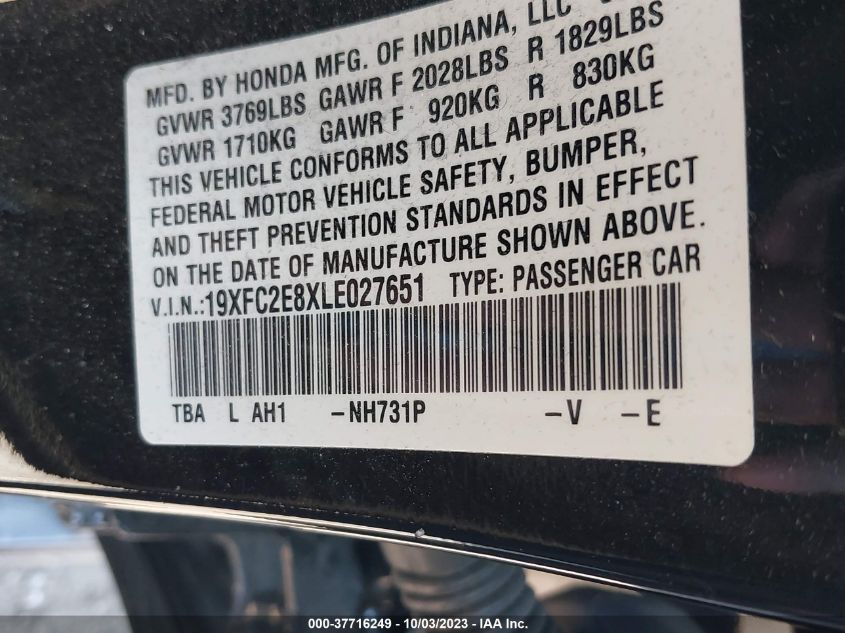 MFD. BY HONDA MFG. OF INDIANA, LLC
GVWR 3769LBS GAWR F 2028LBS R 1829LBS
GVWR 1710KG GAWR F 920KG R 830KG
THIS VEHICLE CONFORMS TO ALL APPLICABLE
FEDERAL MOTOR VEHICLE SAFETY, BUMPER,
AND THEFT PREVENTION STANDARDS IN EFFECT
ON THE DATE OF MANUFACTURE SHOWN ABOVE.
V.I.N.:19XFC2E8XLE027651 TYPE: PASSENGER CAR
TBA L AH1 -NH731P -V -E
000-37716249 - 10/03/2023 - IAA Inc.